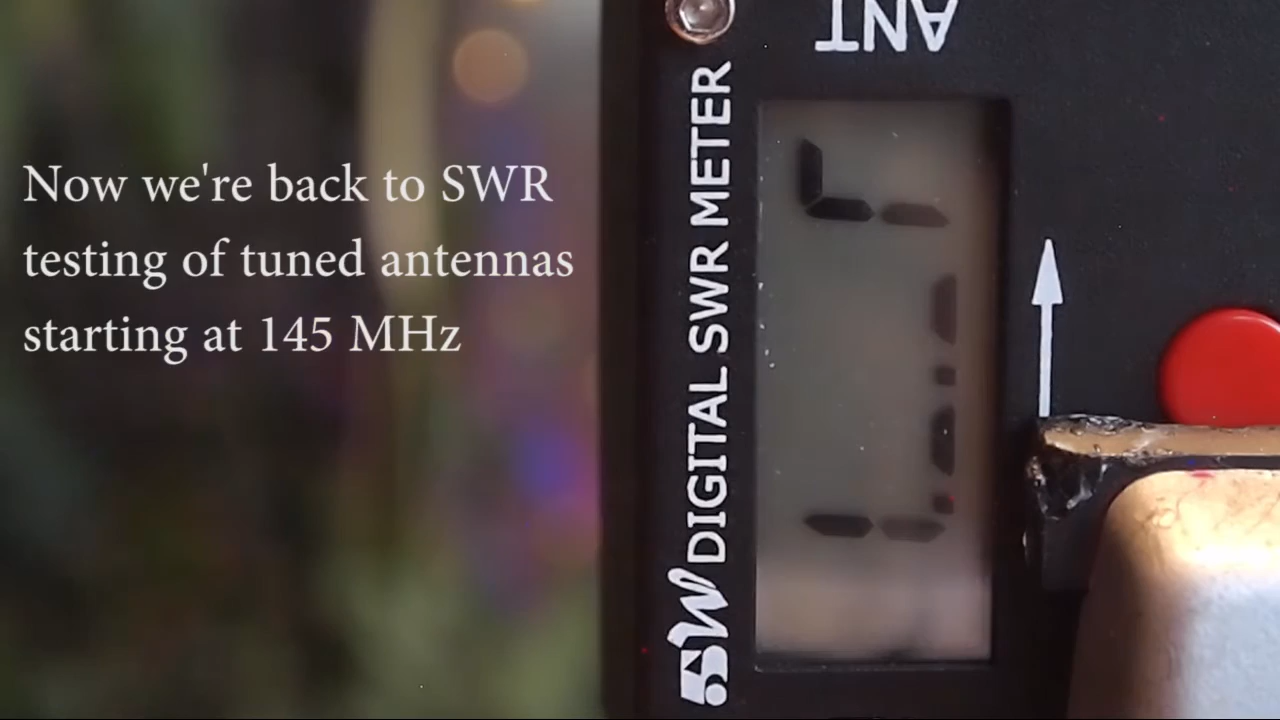 Now we're back to SWR
testing of tuned antennas
starting at 145 MHz
ANT
DIGITAL SWR METER